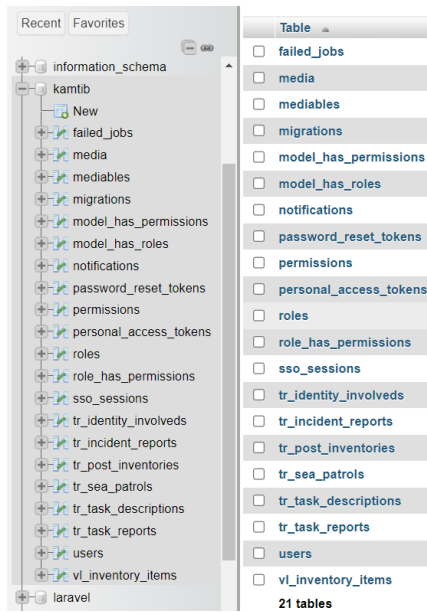 Recent Favorites
information_schema
kamtib
New
failed_jobs
media
mediables
migrations
model_has_permissions
model_has_roles
notifications
password_reset_tokens
permissions
personal_access_tokens
roles
role_has_permissions
sso_sessions
tr_identity_involveds
tr_incident_reports
tr_post_inventories
tr_sea_patrols
tr_task_descriptions
tr_task_reports
users
vl_inventory_items
laravel
Table
failed_jobs
media
mediables
migrations
model_has_permissions
model_has_roles
notifications
password_reset_tokens
permissions
personal_access_tokens
roles
role_has_permissions
sso_sessions
tr_identity_involveds
tr_incident_reports
tr_post_inventories
tr_sea_patrols
tr_task_descriptions
tr_task_reports
users
vl_inventory_items
21 tables